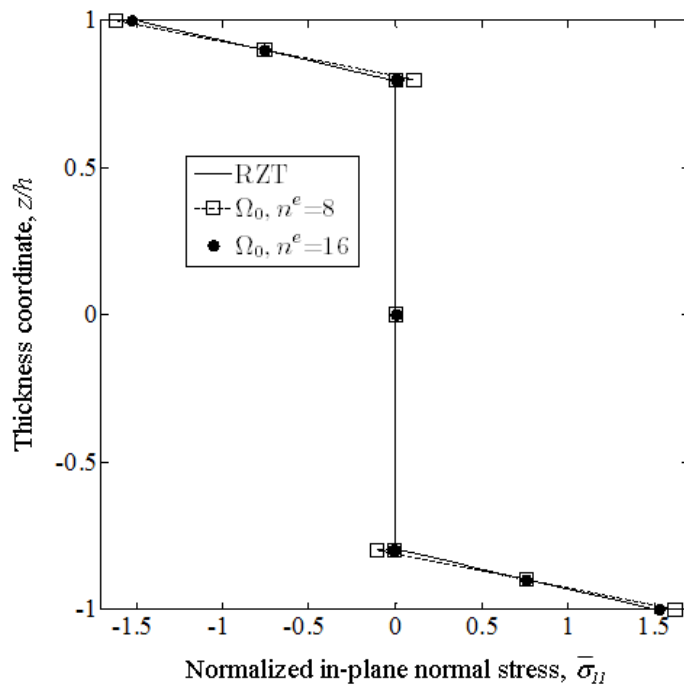 1
0.5
0
-0.5
-1
Thickness coordinate, z/h
RZT
Ω₀, nᵉ=8
Ω₀, nᵉ=16
-1.5 -1 -0.5 0 0.5 1 1.5
Normalized in-plane normal stress, σ̅₁₁